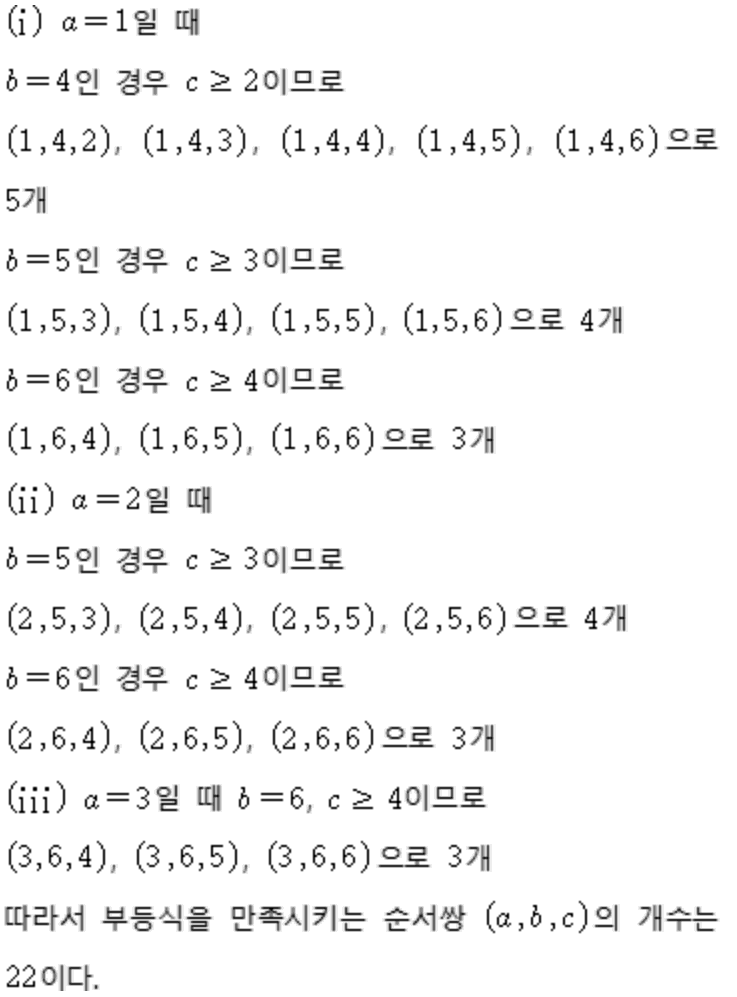 (i) a=1일 때
b=4인 경우 c≥2이므로
(1,4,2), (1,4,3), (1,4,4), (1,4,5), (1,4,6)으로
5개
b=5인 경우 c≥3이므로
(1,5,3), (1,5,4), (1,5,5), (1,5,6)으로 4개
b=6인 경우 c≥4이므로
(1,6,4), (1,6,5), (1,6,6)으로 3개
(ii) a=2일 때
b=5인 경우 c≥3이므로
(2,5,3), (2,5,4), (2,5,5), (2,5,6)으로 4개
b=6인 경우 c≥4이므로
(2,6,4), (2,6,5), (2,6,6)으로 3개
(iii) a=3일 때 b=6, c≥4이므로
(3,6,4), (3,6,5), (3,6,6)으로 3개
따라서 부등식을 만족시키는 순서쌍 (a,b,c)의 개수는
22이다.